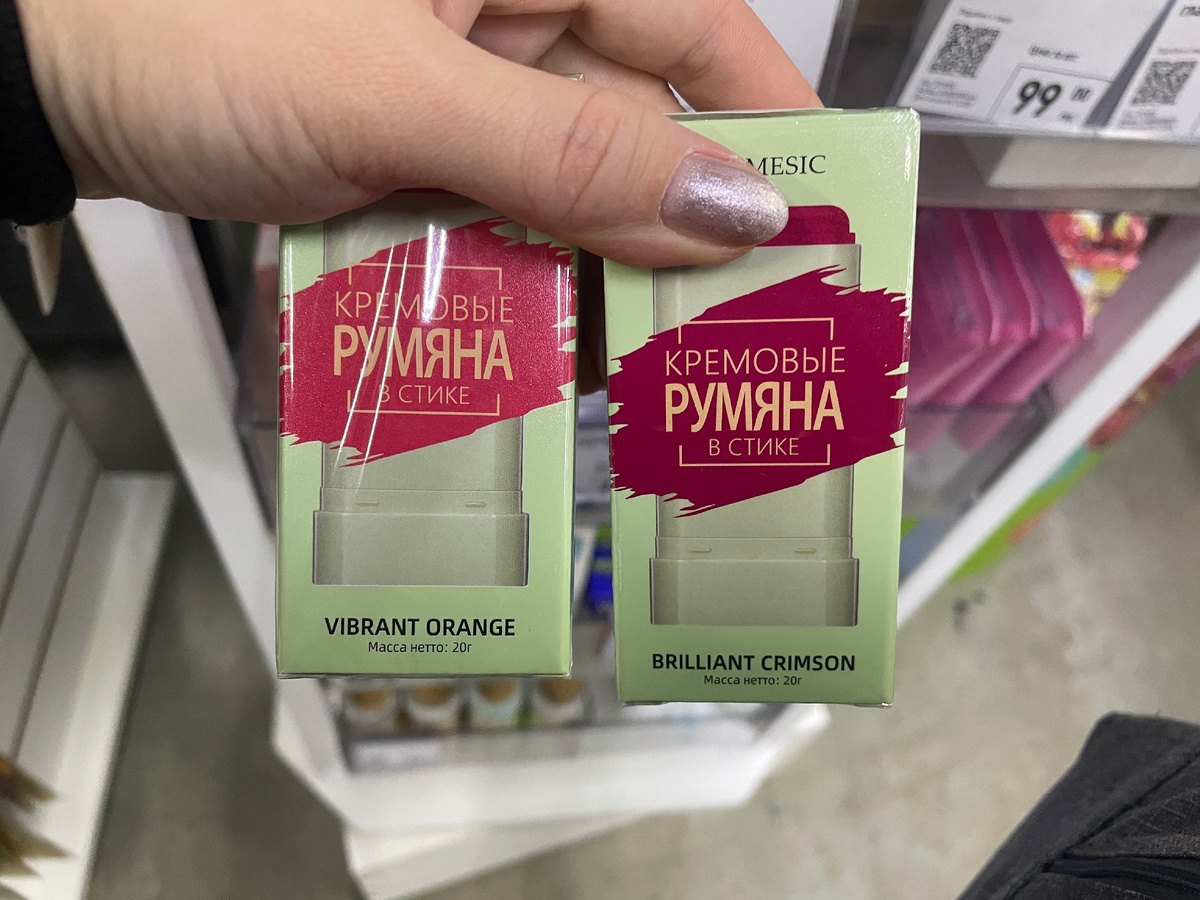 КРЕМОВЫЕ
РУМЯНА
В СТИКЕ
VIBRANT ORANGE
Масса нетто: 20г
MESIC
КРЕМОВЫЕ
РУМЯНА
В СТИКЕ
BRILLIANT CRIMSON
Масса нетто: 20г
99